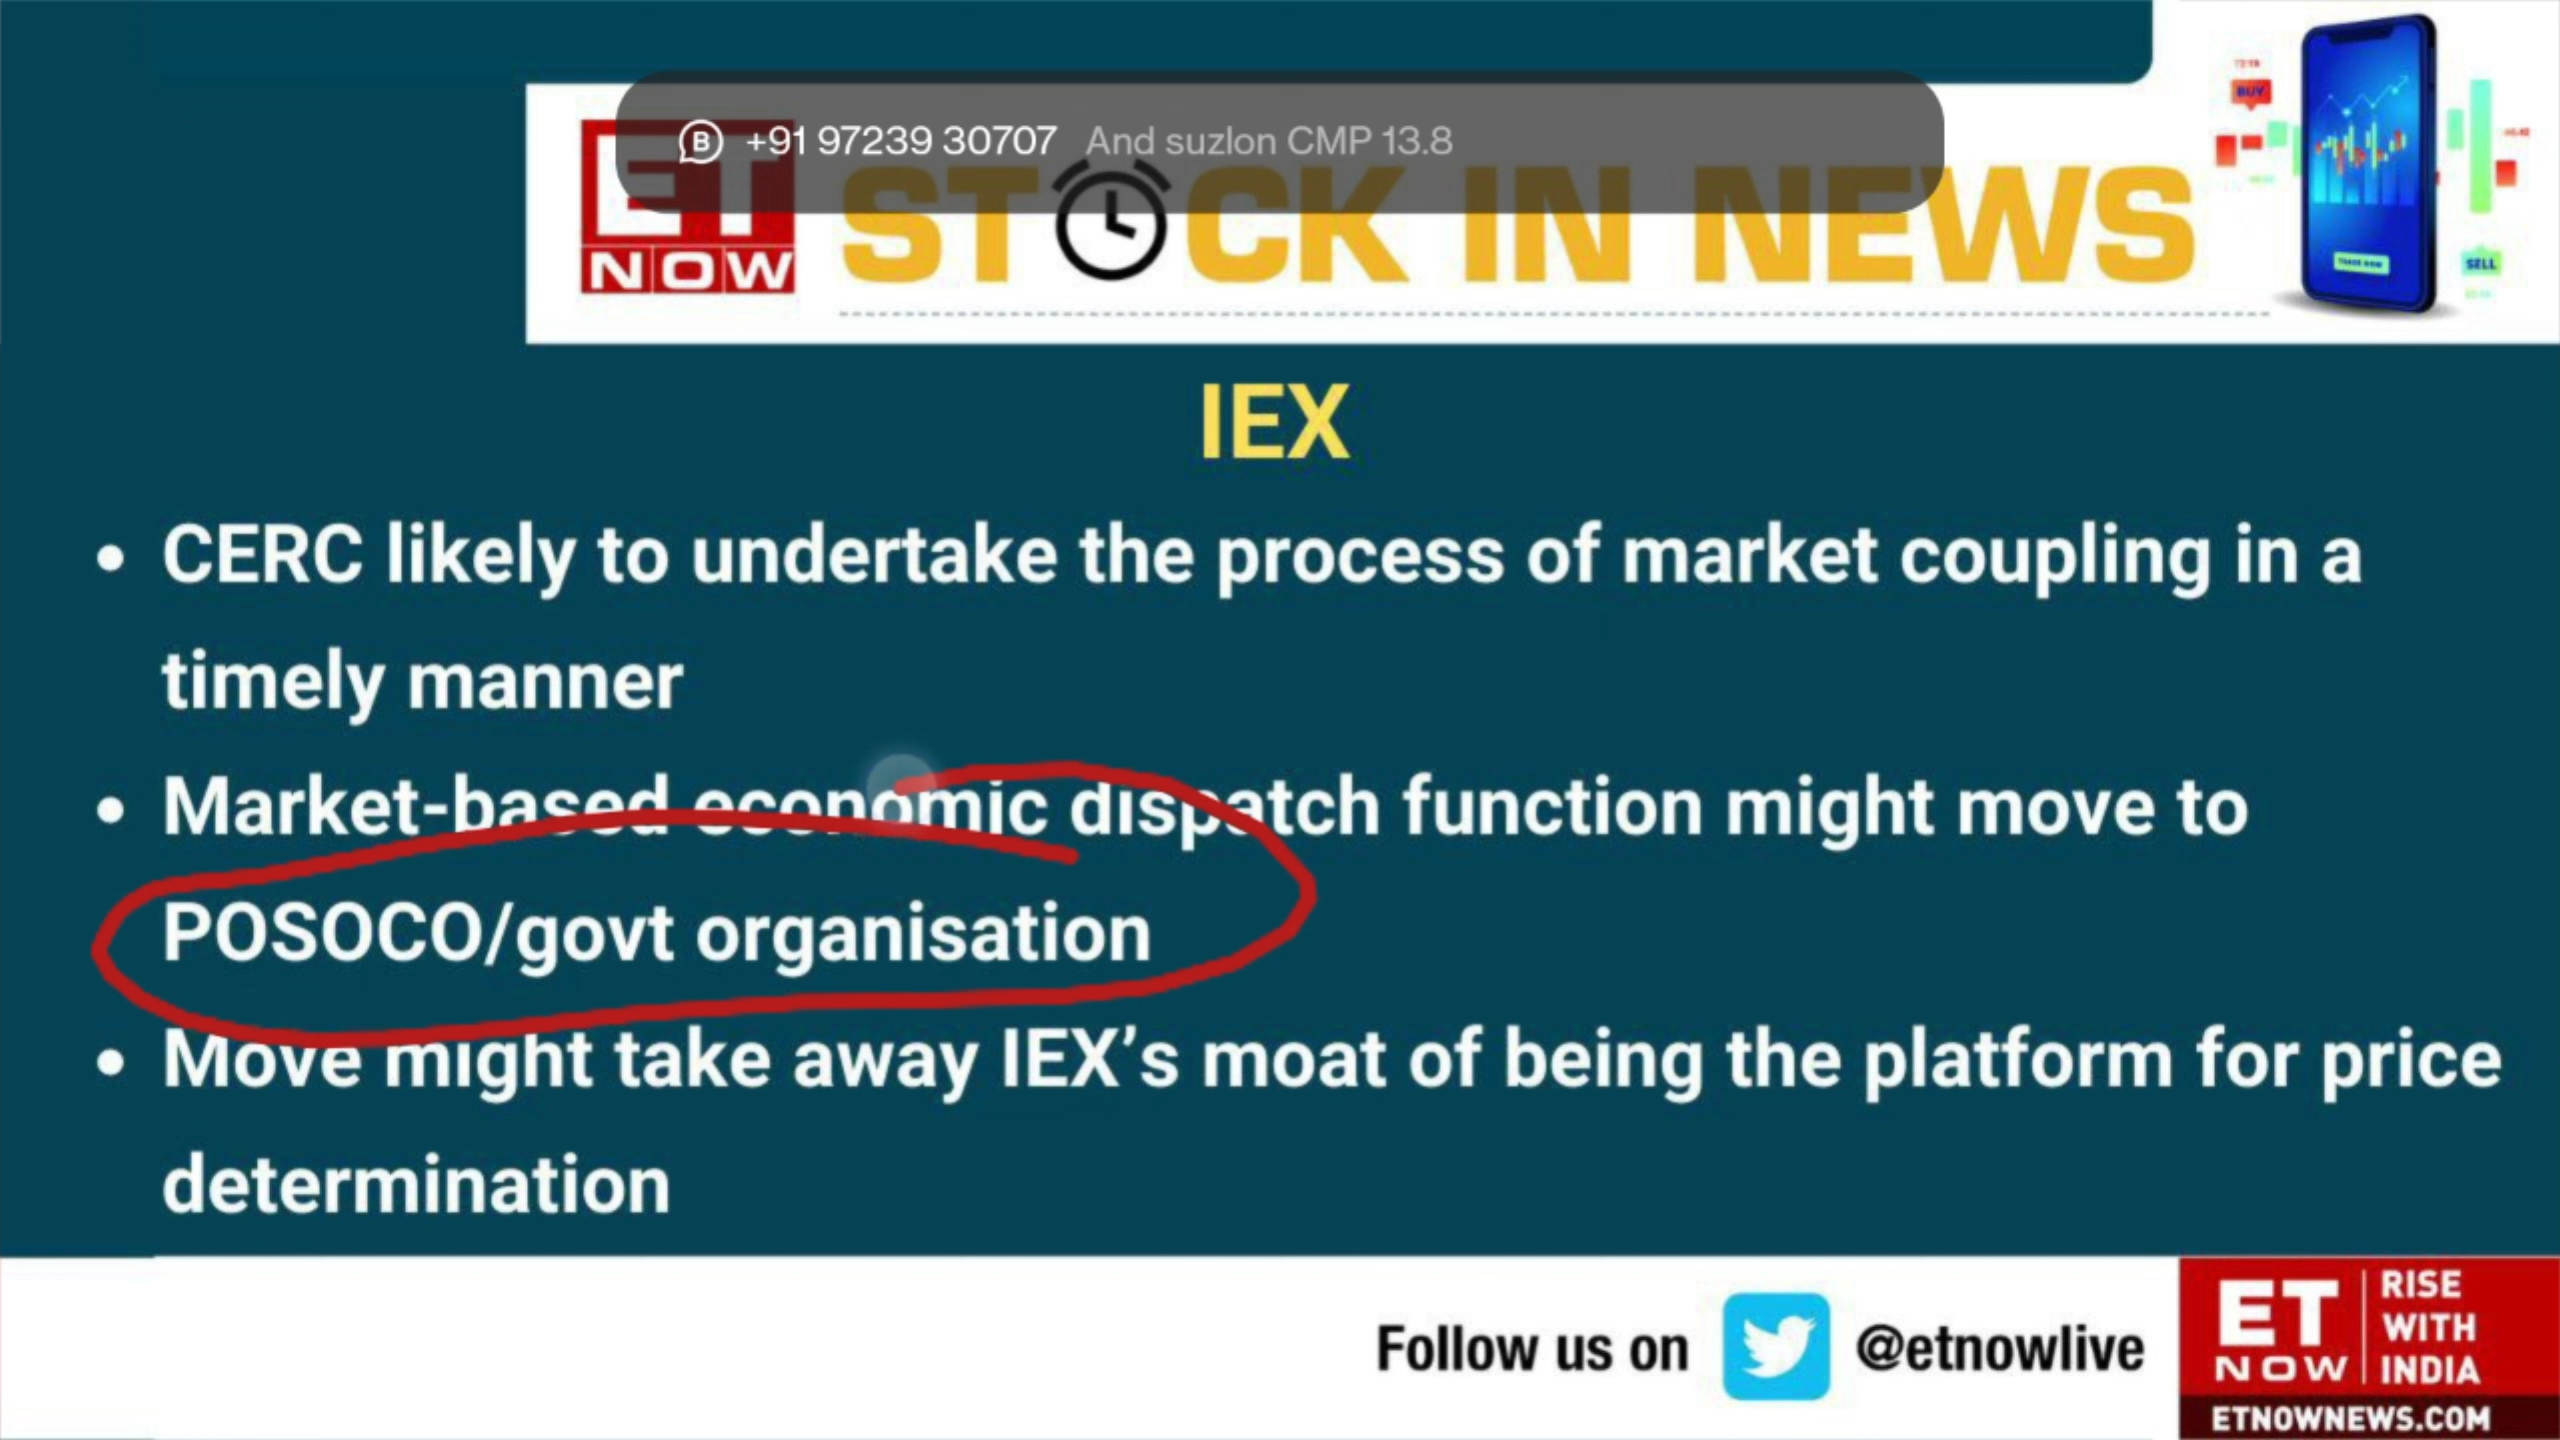 +91 97239 30707 And suzlon CMP 13.8
ET
NOW
STOCK IN NEWS
BUY
SELL
IEX
• CERC likely to undertake the process of market coupling in a
timely manner
• Market-based economic dispatch function might move to
POSOCO/govt organisation
• Move might take away IEX’s moat of being the platform for price
determination
Follow us on @etnowlive
ET
NOW
RISE
WITH
INDIA
ETNOWNEWS.COM